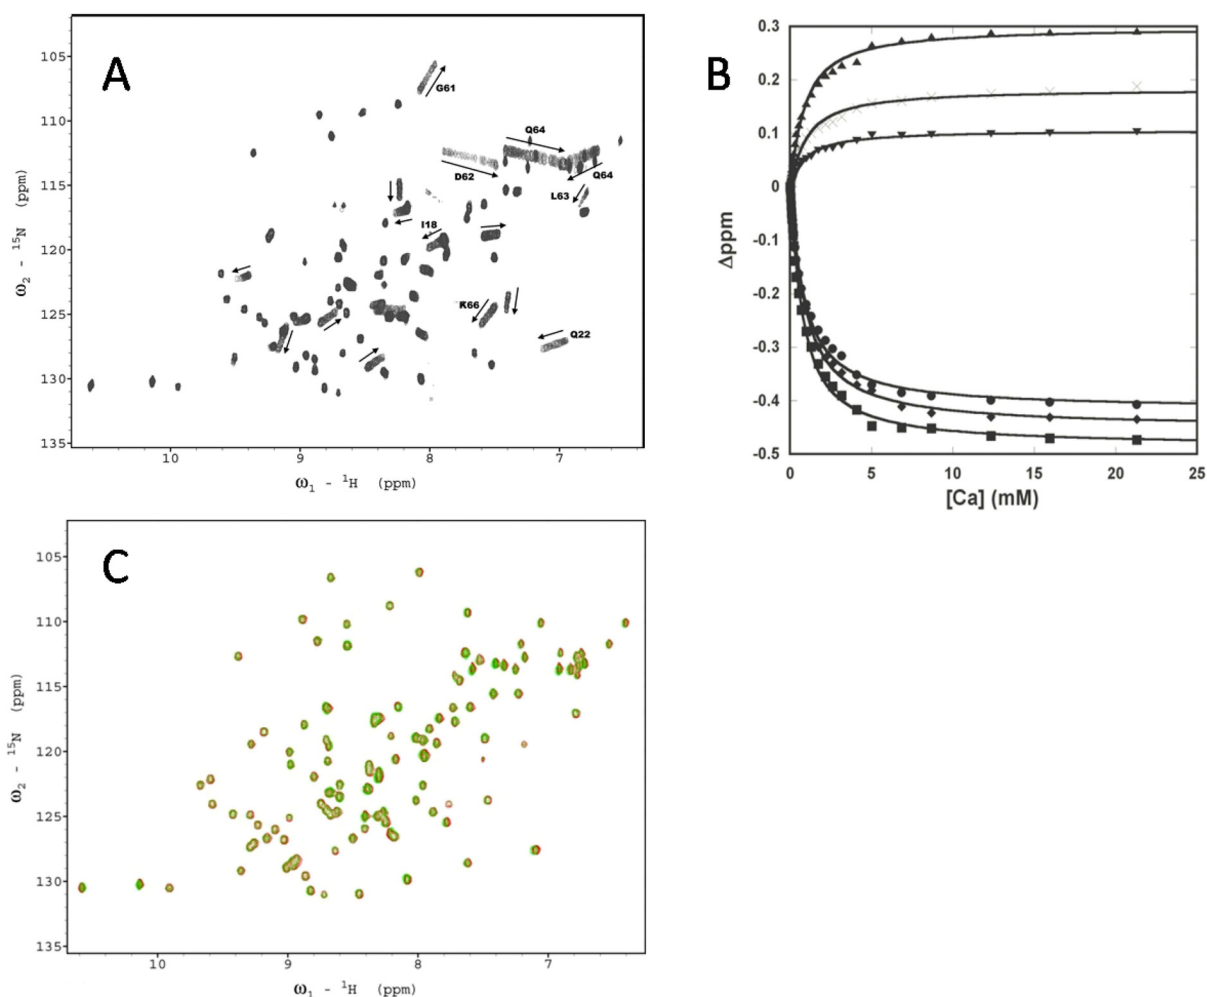 A
105
110
115
120
125
130
135
ω₂ - ¹⁵N (ppm)
G61
Q64
D62
Q64
L63
I18
K66
Q22
10 9 8 7
ω₁ - ¹H (ppm)
B
0.3
0.2
0.1
0
-0.1
-0.2
-0.3
-0.4
-0.5
Δppm
0 5 10 15 20 25
[Ca] (mM)
C
105
110
115
120
125
130
135
ω₂ - ¹⁵N (ppm)
10 9 8 7
ω₁ - ¹H (ppm)